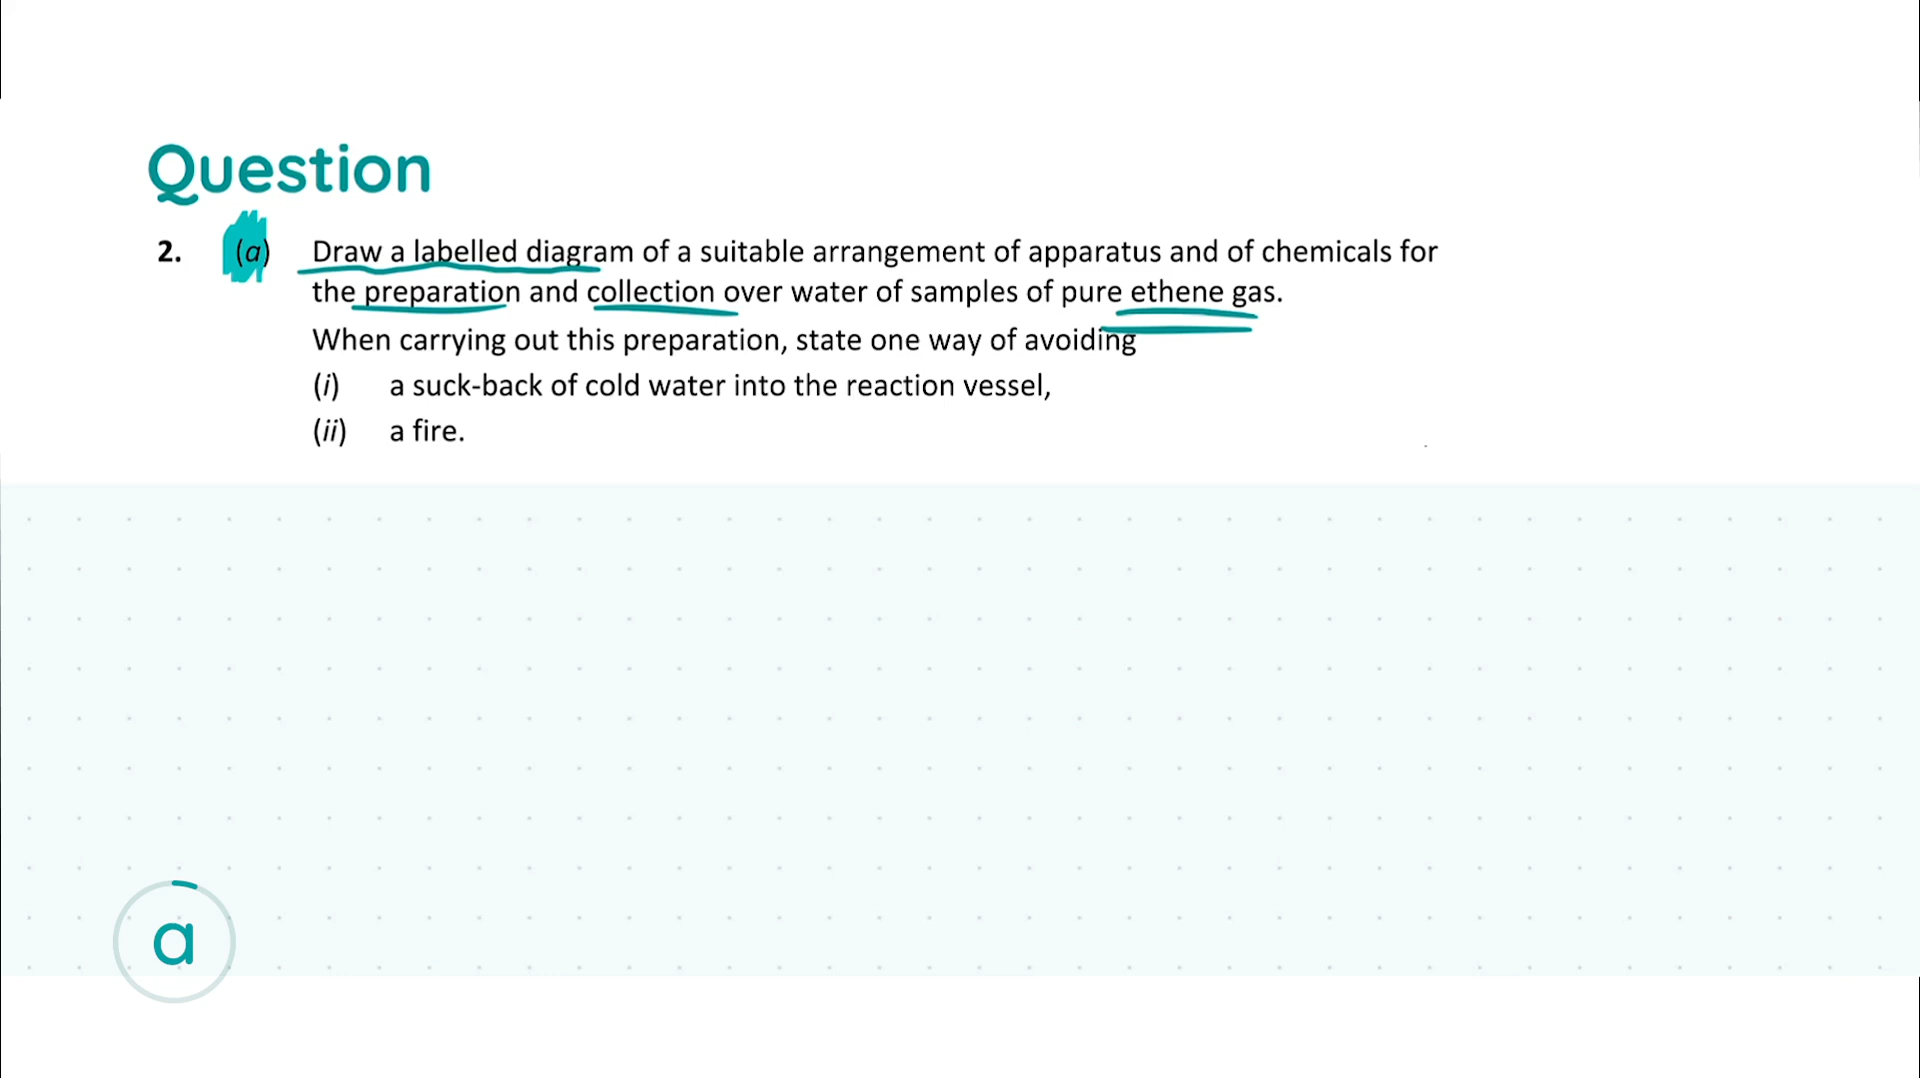 Question
2. (a) Draw a labelled diagram of a suitable arrangement of apparatus and of chemicals for
the preparation and collection over water of samples of pure ethene gas.
When carrying out this preparation, state one way of avoiding
(i) a suck-back of cold water into the reaction vessel,
(ii) a fire.
a